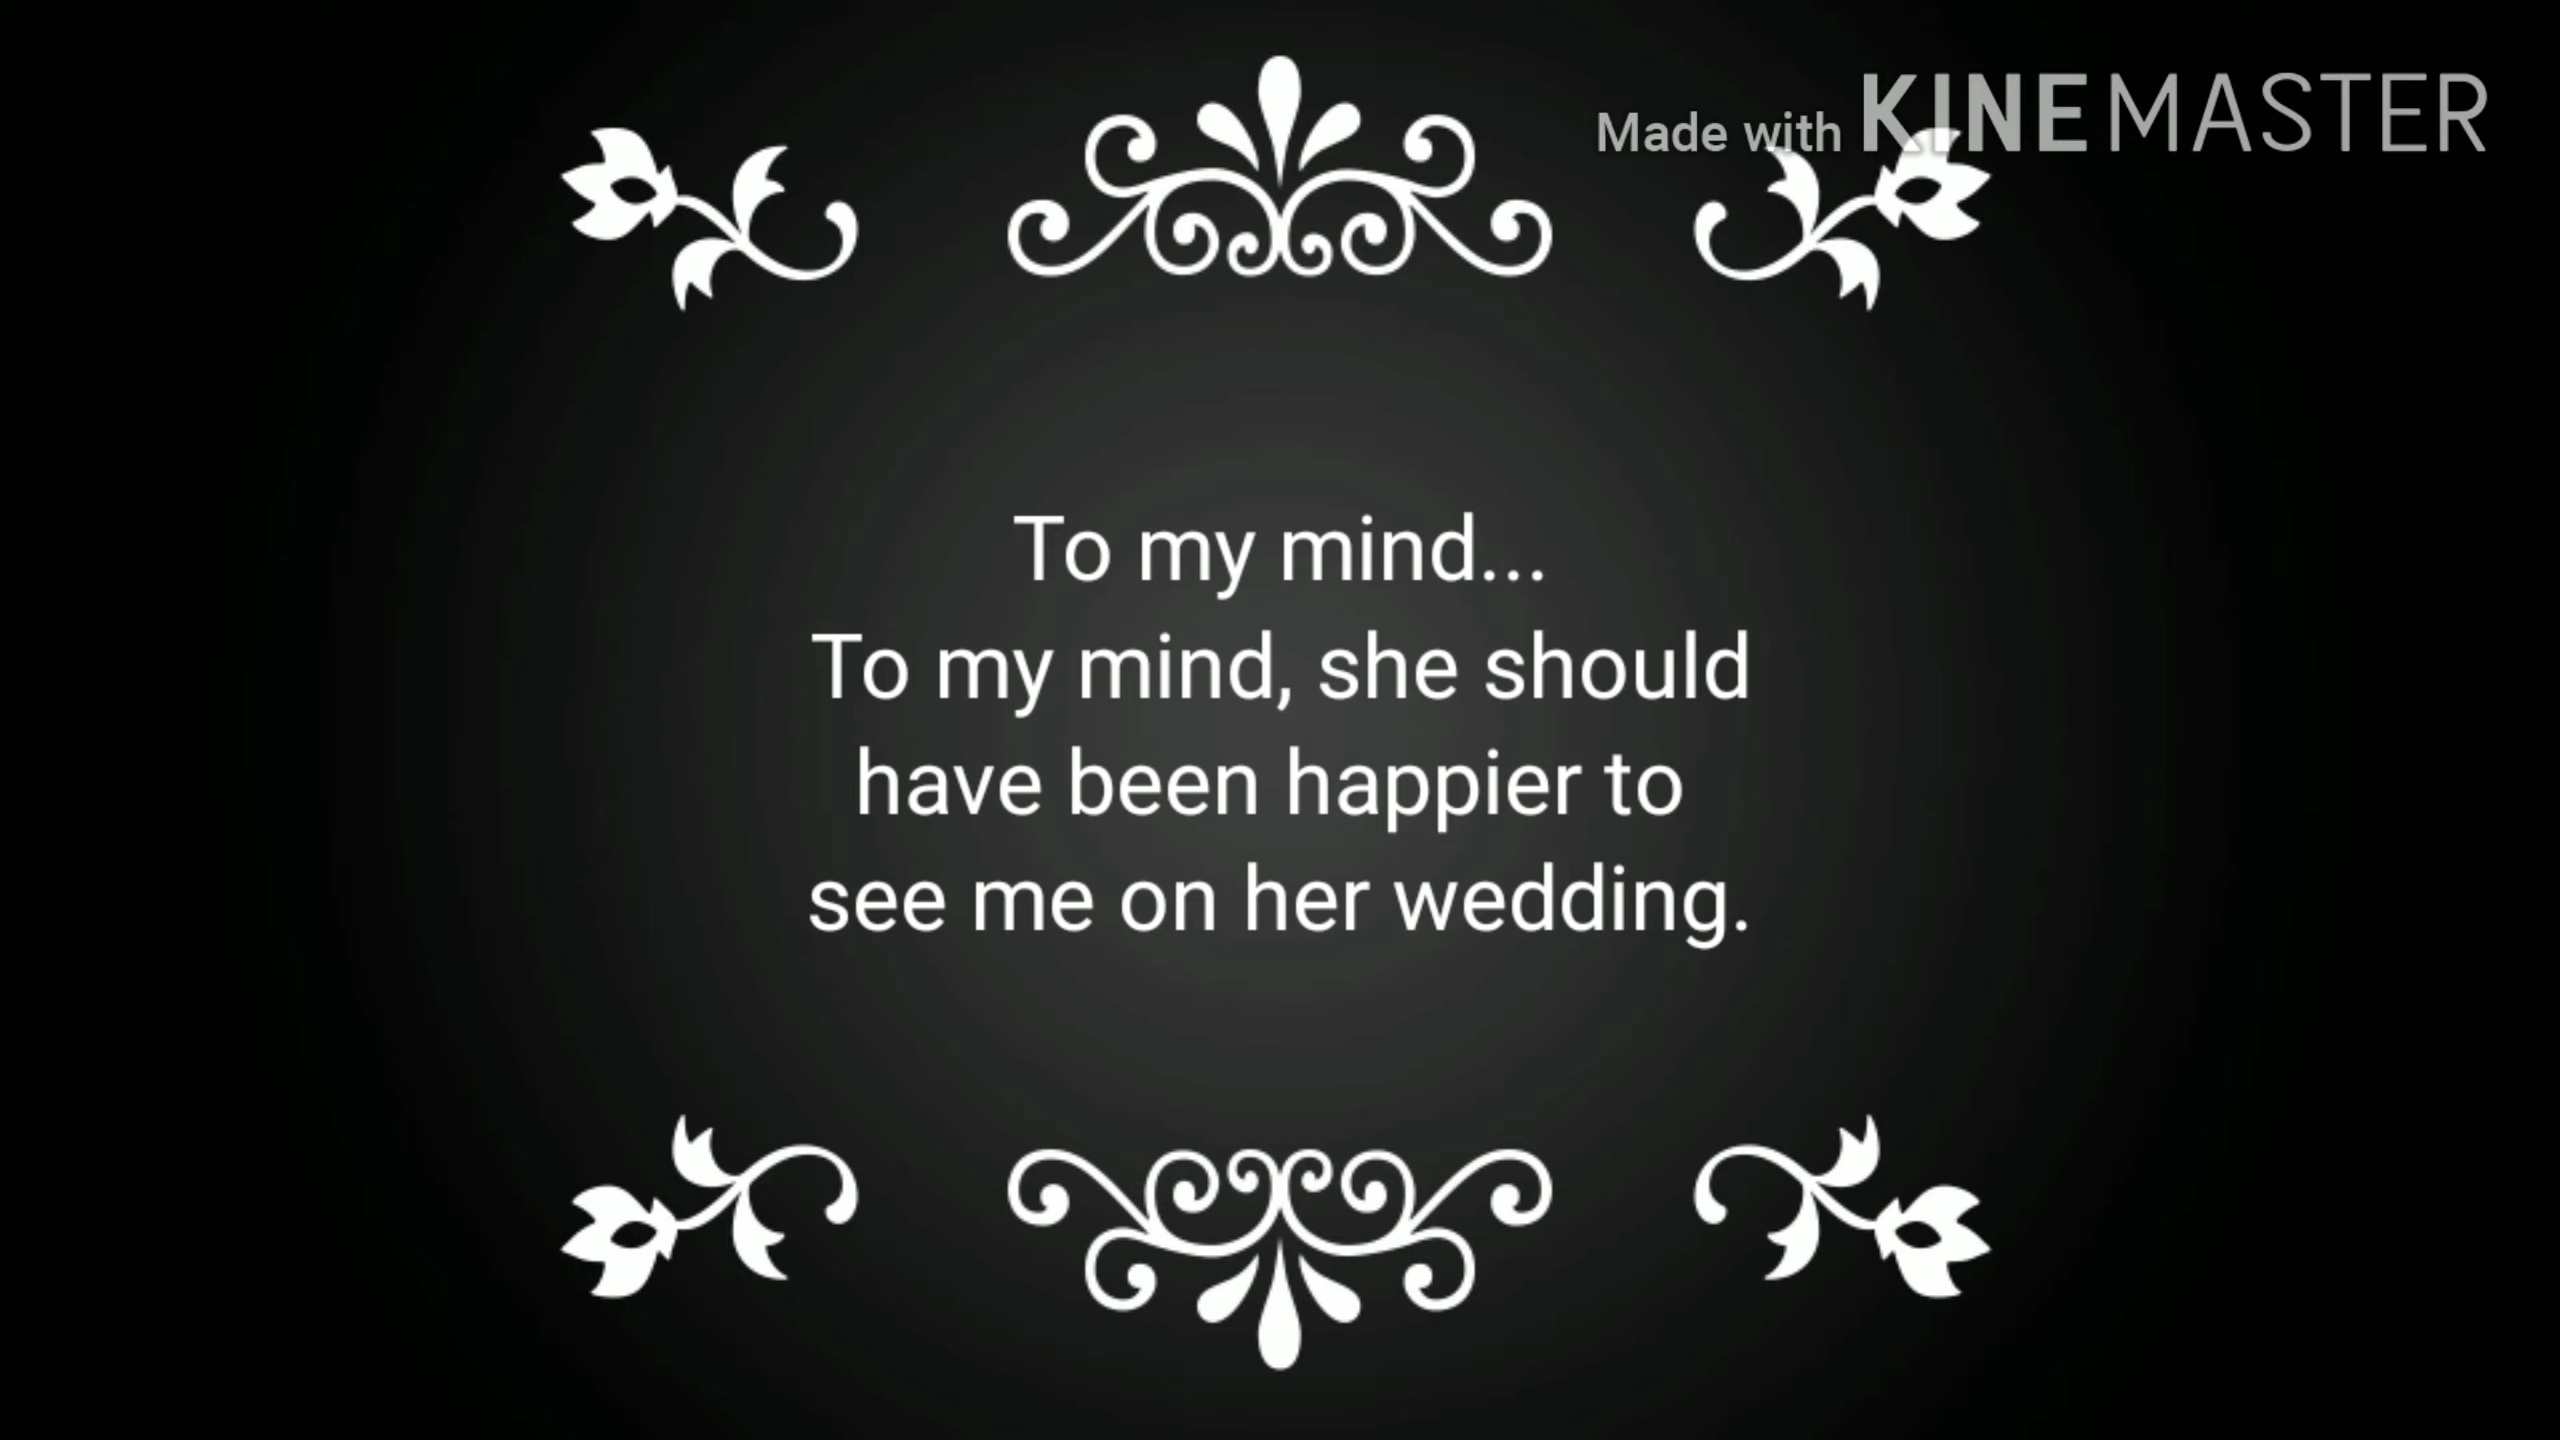 Made with KINEMASTER
To my mind...
To my mind, she should
have been happier to
see me on her wedding.